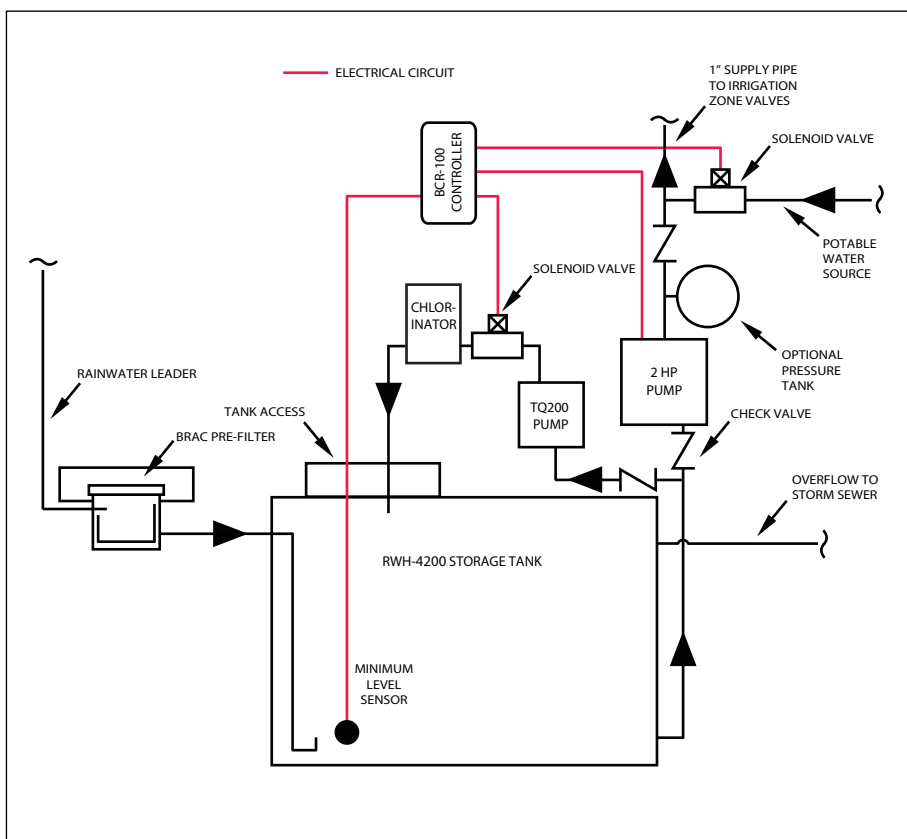 ELECTRICAL CIRCUIT
1" SUPPLY PIPE
TO IRRIGATION
ZONE VALVES
SOLENOID VALVE
BCR-100
CONTROLLER
POTABLE
WATER
SOURCE
SOLENOID VALVE
CHLOR-
INATOR
OPTIONAL
PRESSURE
TANK
2 HP
PUMP
RAINWATER LEADER
TANK ACCESS
TQ200
PUMP
CHECK VALVE
BRAC PRE-FILTER
OVERFLOW TO
STORM SEWER
RWH-4200 STORAGE TANK
MINIMUM
LEVEL
SENSOR